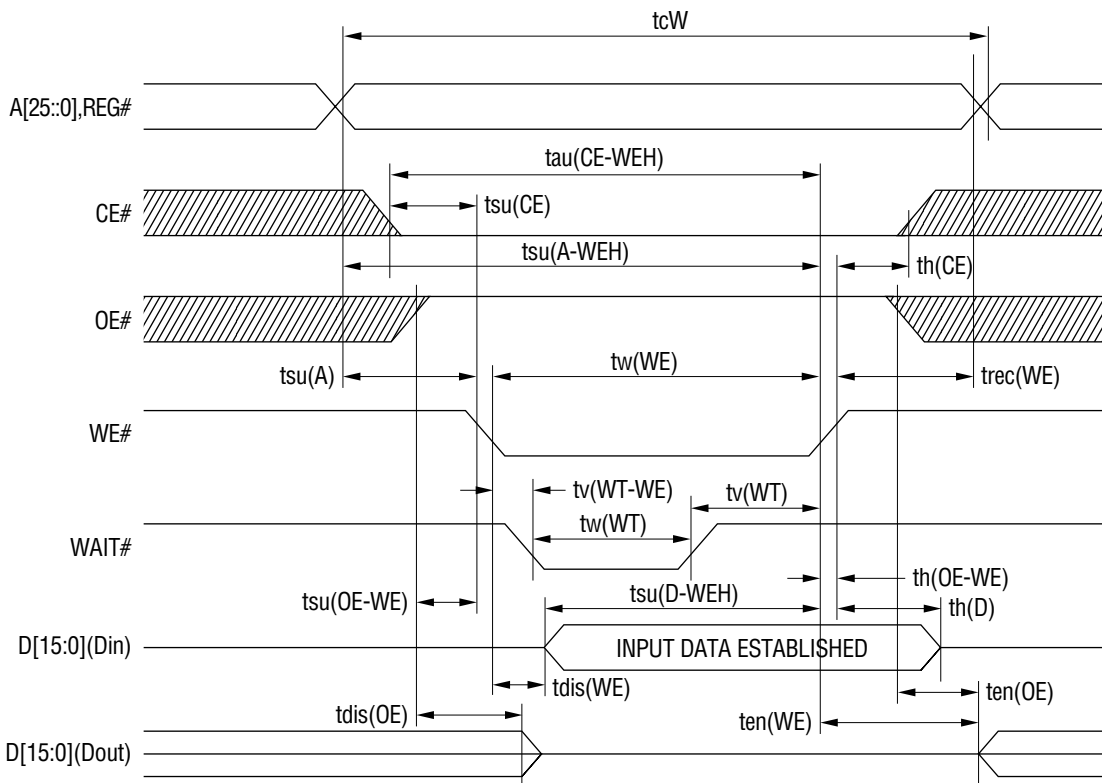 tcW
A[25::0],REG#
tau(CE-WEH)
CE#
tsu(CE)
tsu(A-WEH)
th(CE)
OE#
tsu(A)
tw(WE)
trec(WE)
WE#
tv(WT-WE)
tv(WT)
tw(WT)
WAIT#
th(OE-WE)
tsu(OE-WE)
tsu(D-WEH)
th(D)
D[15:0](Din)
INPUT DATA ESTABLISHED
tdis(WE)
ten(OE)
tdis(OE)
ten(WE)
D[15:0](Dout)